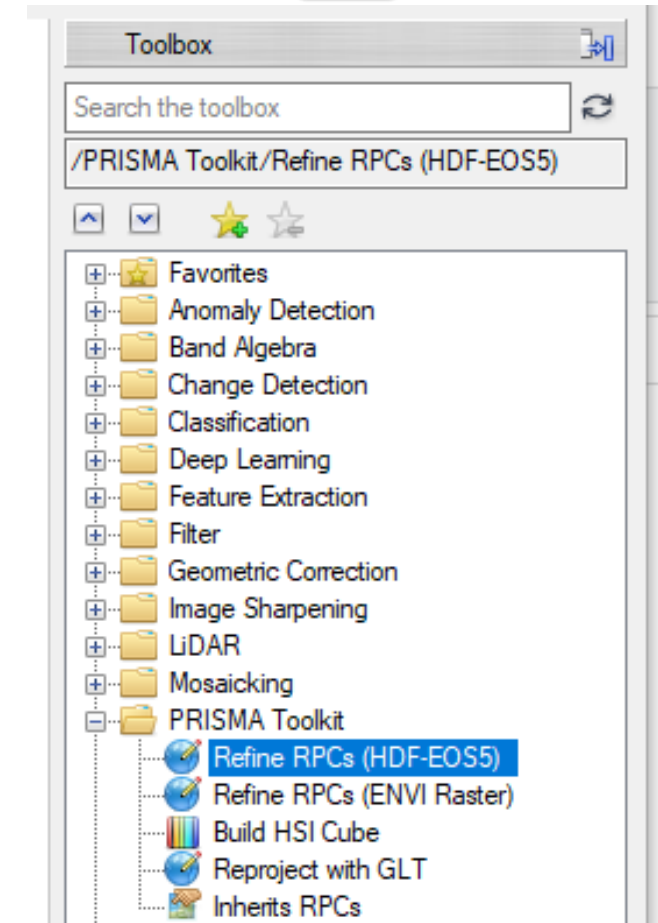 Toolbox
Search the toolbox
/PRISMA Toolkit/Refine RPCs (HDF-EOS5)
Favorites
Anomaly Detection
Band Algebra
Change Detection
Classification
Deep Learning
Feature Extraction
Filter
Geometric Correction
Image Sharpening
LiDAR
Mosaicking
PRISMA Toolkit
Refine RPCs (HDF-EOS5)
Refine RPCs (ENVI Raster)
Build HSI Cube
Reproject with GLT
Inherits RPCs